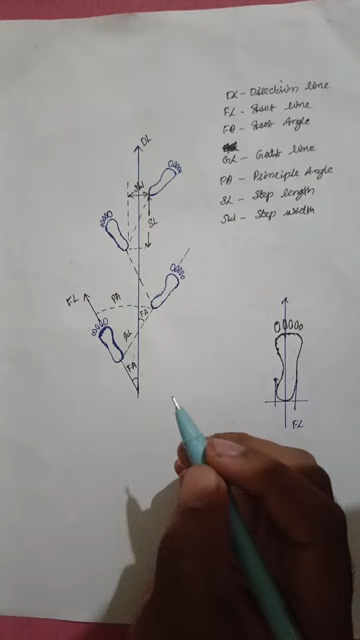 DL - Direction line
FL - Foot line
FA - Foot Angle
GL - Gait line
PA - Principle Angle
SL - Step length
SW - Step width
DL
SW
SL
FL
PA
FA
GL
FA
FL